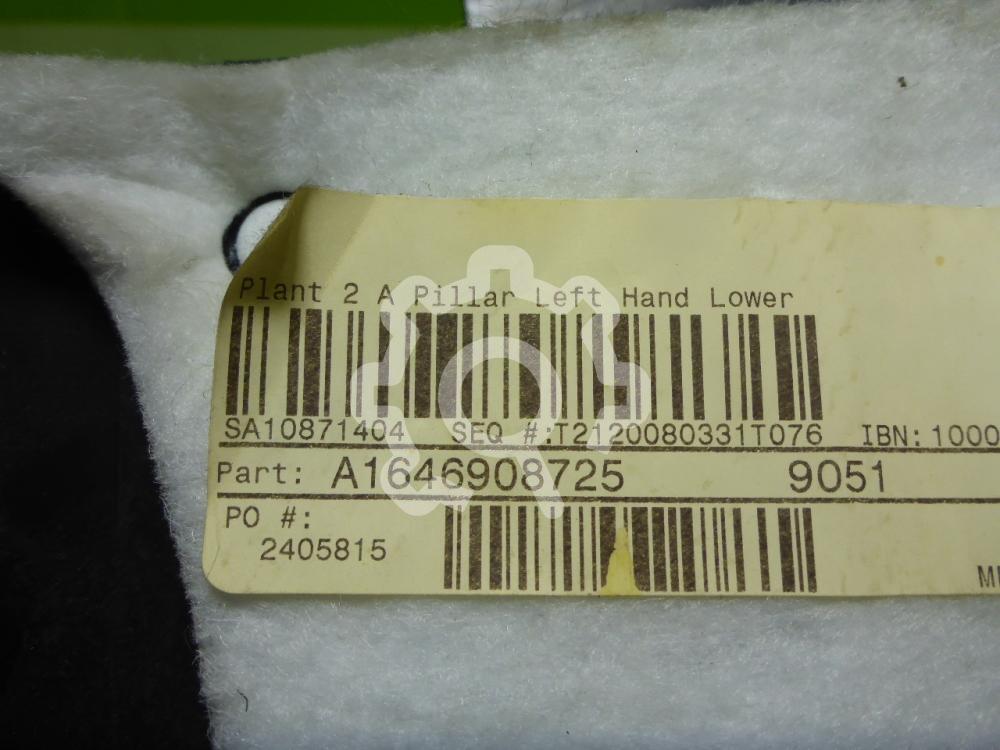 Plant 2 A Pillar Left Hand Lower
SA10871404 SEQ #:T2120080331T076 IBN: 1000
Part: A1646908725 9051
PO #:
2405815